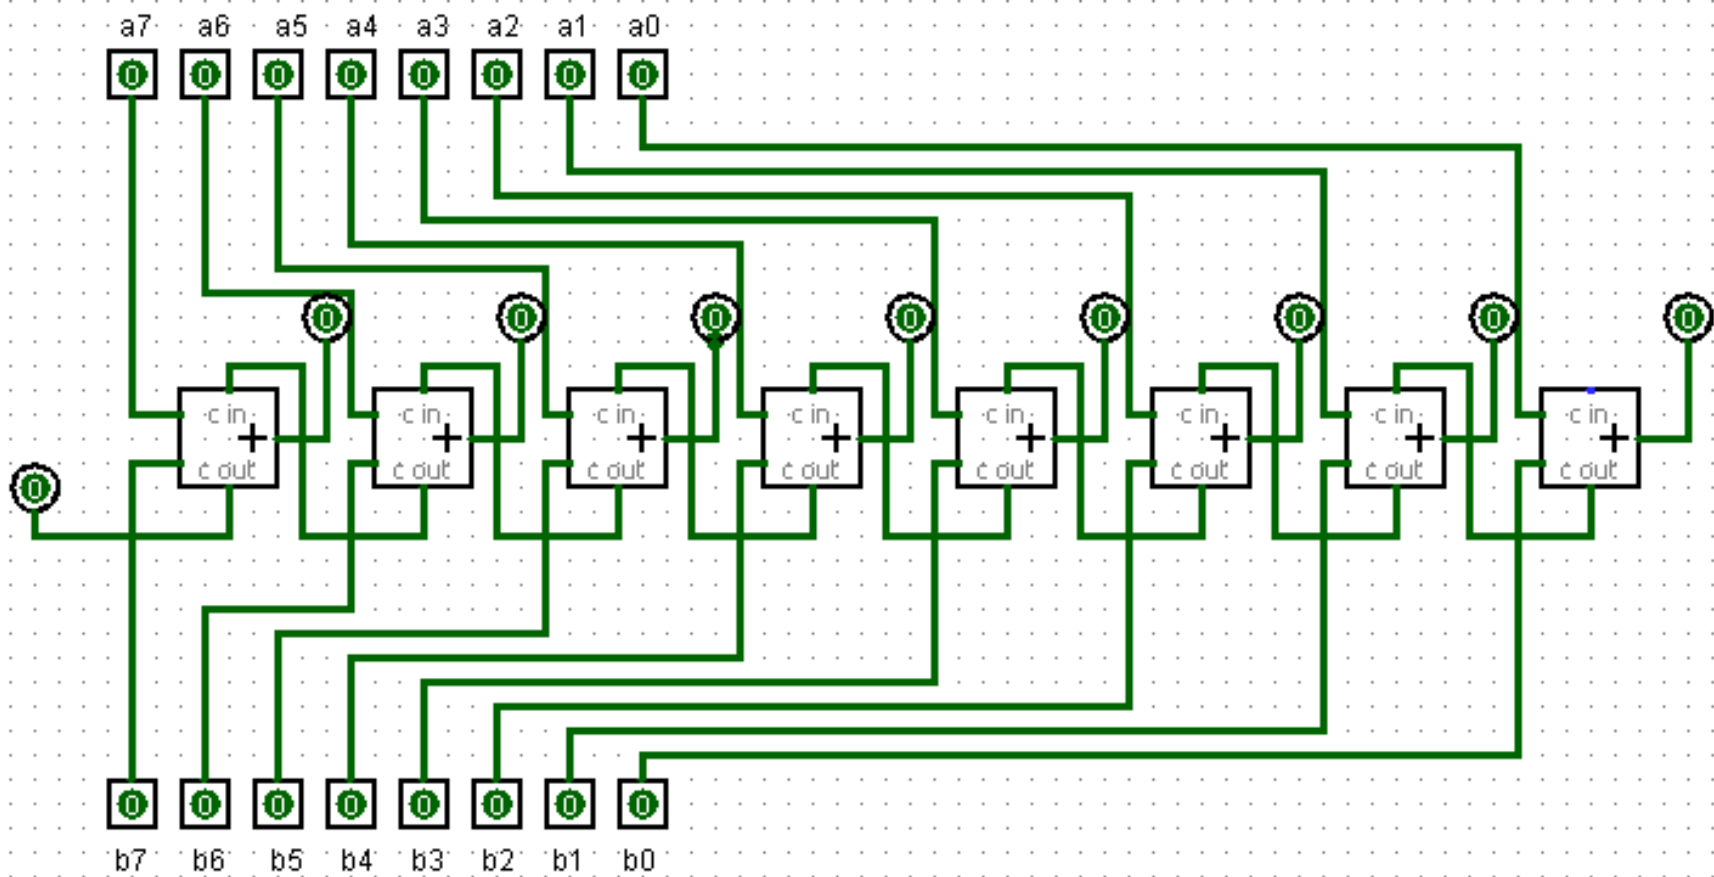 a7 a6 a5 a4 a3 a2 a1 a0
0 0 0 0 0 0 0 0
0 0 0 0 0 0 0 0
c in c in c in c in c in c in c in c in
+ + + + + + + +
c out c out c out c out c out c out c out c out
0
0 0 0 0 0 0 0 0
b7 b6 b5 b4 b3 b2 b1 b0